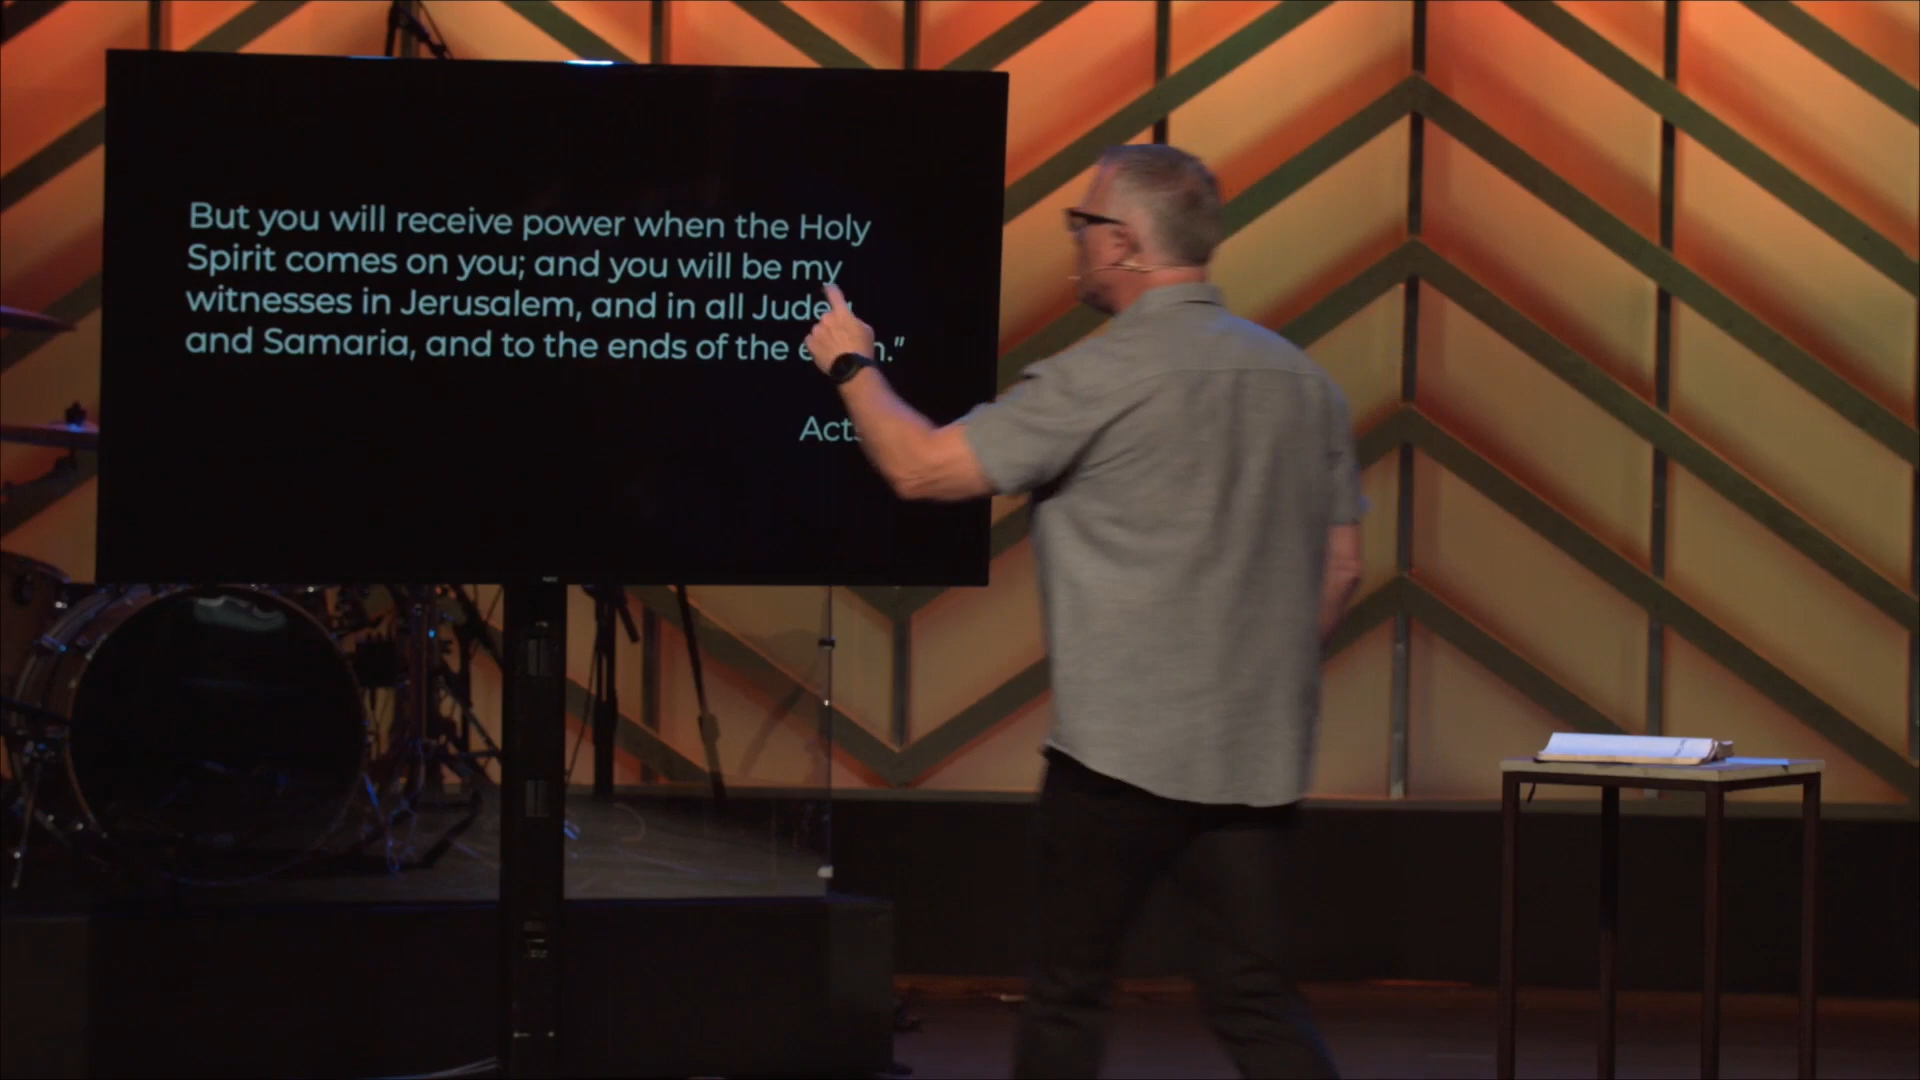 But you will receive power when the Holy
Spirit comes on you; and you will be my
witnesses in Jerusalem, and in all
and Samaria, and to the ends of the
Acts